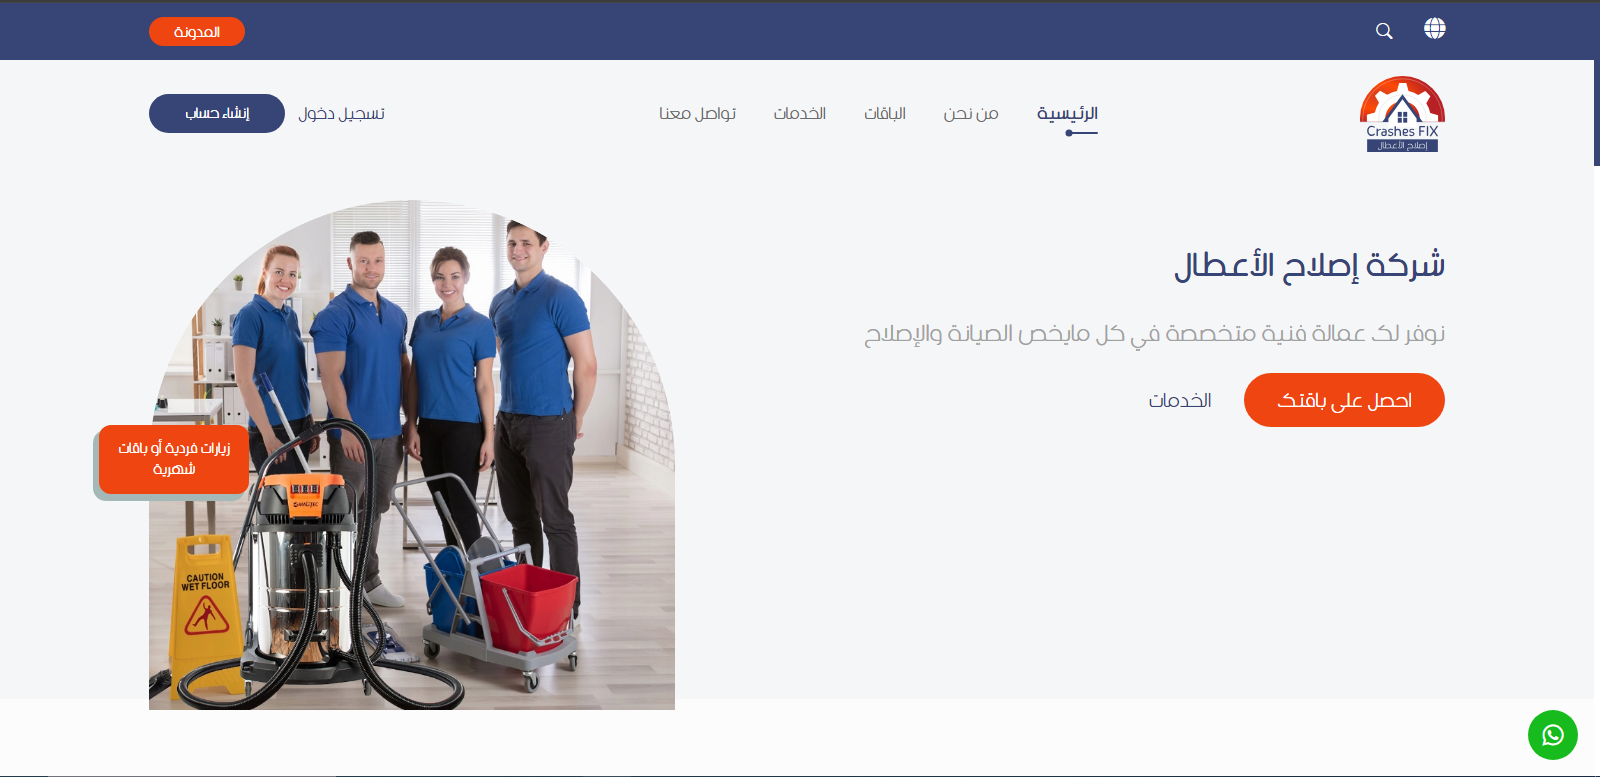 المدونة
Crashes FIX
إصلاح الأعطال
الرئيسية
من نحن
الباقات
الخدمات
تواصل معنا
تسجيل دخول
إنشاء حساب
شركة إصلاح الأعطال
نوفر لك عمالة فنية متخصصة في كل مايخص الصيانة والإصلاح
احصل على باقتك
الخدمات
زيارات فردية أو باقات
شهرية
CAUTION
WET FLOOR